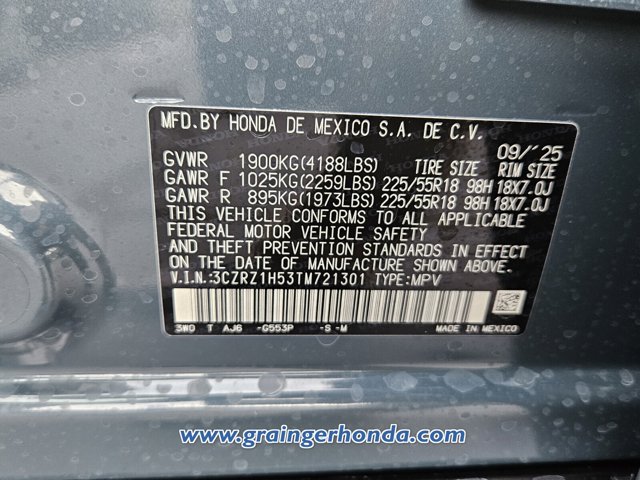 MFD. BY HONDA DE MEXICO S.A. DE C.V.
09/ '25
GVWR 1900KG(4188LBS) TIRE SIZE RIM SIZE
GAWR F 1025KG(2259LBS) 225/55R18 98H 18X7.0J
GAWR R 895KG(1973LBS) 225/55R18 98H 18X7.0J
THIS VEHICLE CONFORMS TO ALL APPLICABLE
FEDERAL MOTOR VEHICLE SAFETY
AND THEFT PREVENTION STANDARDS IN EFFECT
ON THE DATE OF MANUFACTURE SHOWN ABOVE.
V.I.N.:3CZRZ1H53TM721301 TYPE:MPV
3W0 T AJ6 -G553P -S -M MADE IN MEXICO
www.graingerhonda.com